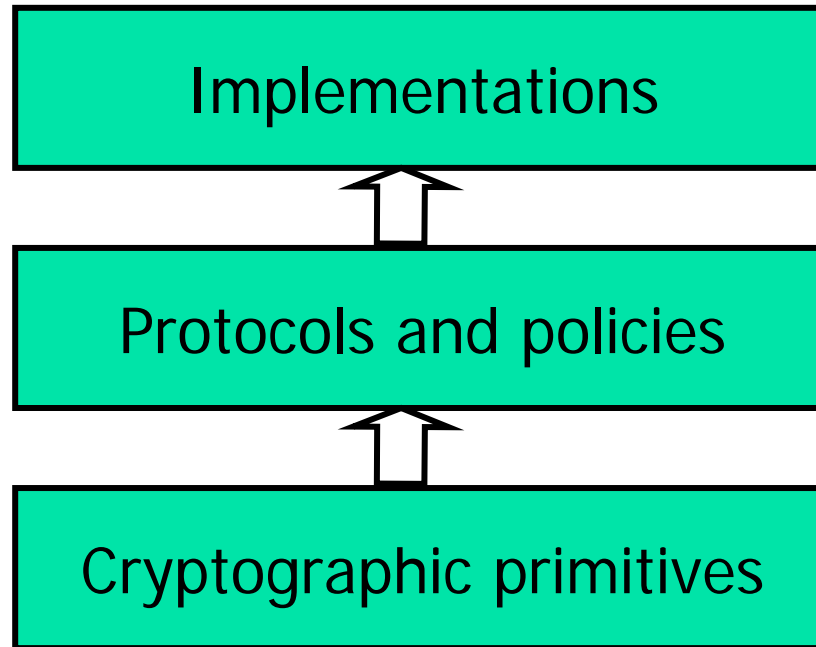 Implementations
Protocols and policies
Cryptographic primitives